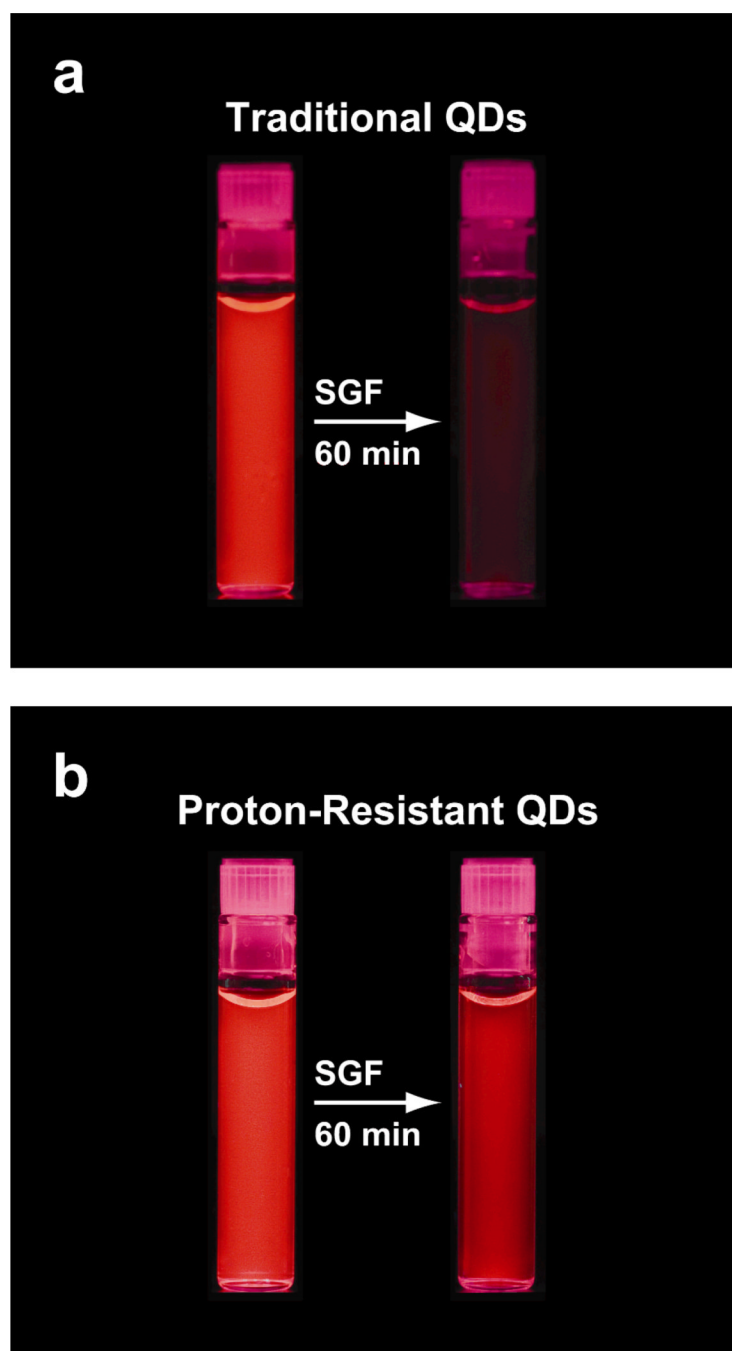 a
Traditional QDs
SGF
60 min
b
Proton-Resistant QDs
SGF
60 min